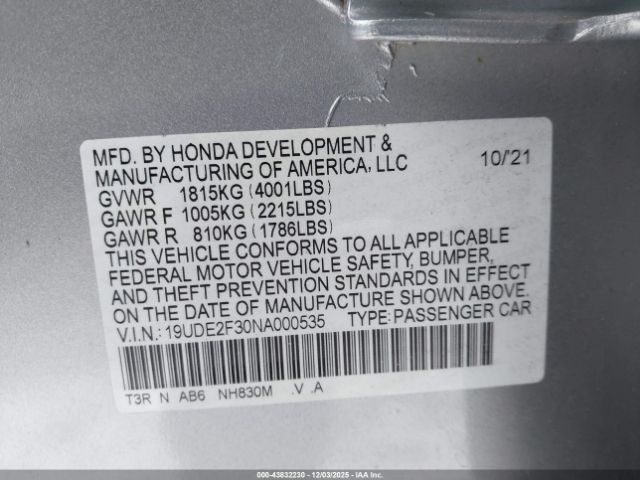 MFD. BY HONDA DEVELOPMENT &
MANUFACTURING OF AMERICA, LLC 10/'21
GVWR 1815KG (4001LBS)
GAWR F 1005KG (2215LBS)
GAWR R 810KG (1786LBS)
THIS VEHICLE CONFORMS TO ALL APPLICABLE
FEDERAL MOTOR VEHICLE SAFETY, BUMPER,
AND THEFT PREVENTION STANDARDS IN EFFECT
ON THE DATE OF MANUFACTURE SHOWN ABOVE.
V.I.N.: 19UDE2F30NA000535 TYPE: PASSENGER CAR
T3R N AB6 NH830M .V .A
000-43832230 - 12/03/2025 - IAAI.COM